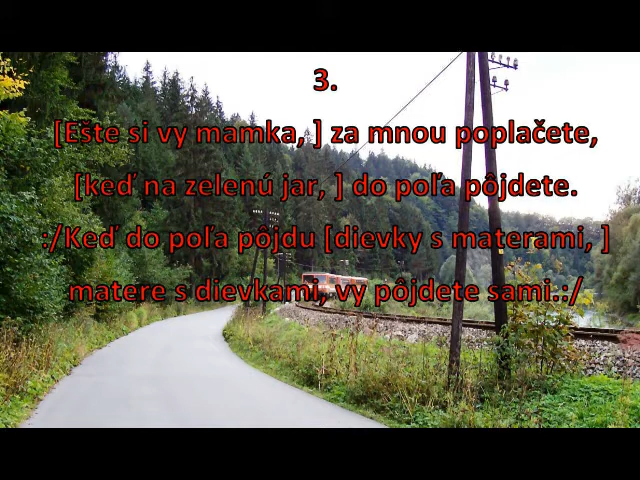 3.
[Ešte si vy mamka, ] za mnou poplačete,
[keď na zelenú jar, ] do poľa pôjdete.
:/Keď do poľa pôjdu [dievky s materami, ]
matere s dievkami, vy pôjdete sami.:/